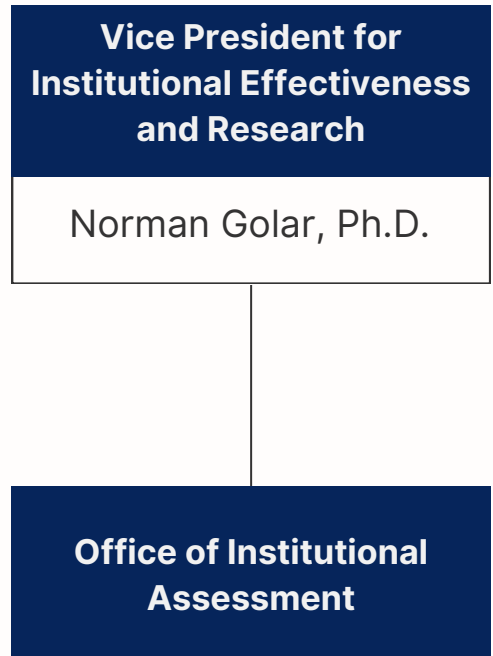 Vice President for
Institutional Effectiveness
and Research
Norman Golar, Ph.D.
Office of Institutional
Assessment